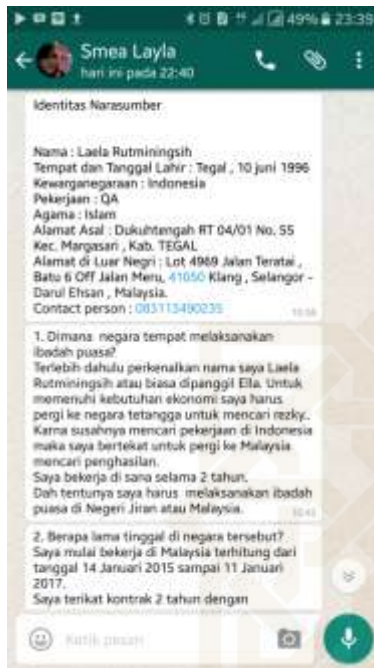 49% 23:39
Smea Layla
hari ini pada 22:40
Identitas Narasumber
Nama : Laela Rutminingsih
Tempat dan Tanggal Lahir : Tegal , 10 juni 1996
Kewarganegaraan : Indonesia
Pekerjaan : QA
Agama : Islam
Alamat Asal : Dukuhtengah RT 04/01 No. 55
Kec. Margasari , Kab. TEGAL
Alamat di Luar Negri : Lot 4969 Jalan Teratai ,
Batu 6 Off Jalan Meru, 41050 Klang , Selangor -
Darul Ehsan , Malaysia.
Contact person : 083113490235
1. Dimana negara tempat melaksanakan
ibadah puasa?
Terlebih dahulu perkenalkan nama saya Laela
Rutminingsih atau biasa dipanggil Ella. Untuk
memenuhi kebutuhan ekonomi saya harus
pergi ke negara tetangga untuk mencari rezky..
Karna susahnya mencari pekerjaan di Indonesia
maka saya bertekat untuk pergi ke Malaysia
mencari penghasilan.
Saya bekerja di sana selama 2 tahun.
Dah tentunya saya harus melaksanakan ibadah
puasa di Negeri Jiran atau Malaysia.
2. Berapa lama tinggal di negara tersebut?
Saya mulai bekerja di Malaysia terhitung dari
tanggal 14 Januari 2015 sampai 11 Januari
2017.
Saya terikat kontrak 2 tahun dengan
Ketik pesan